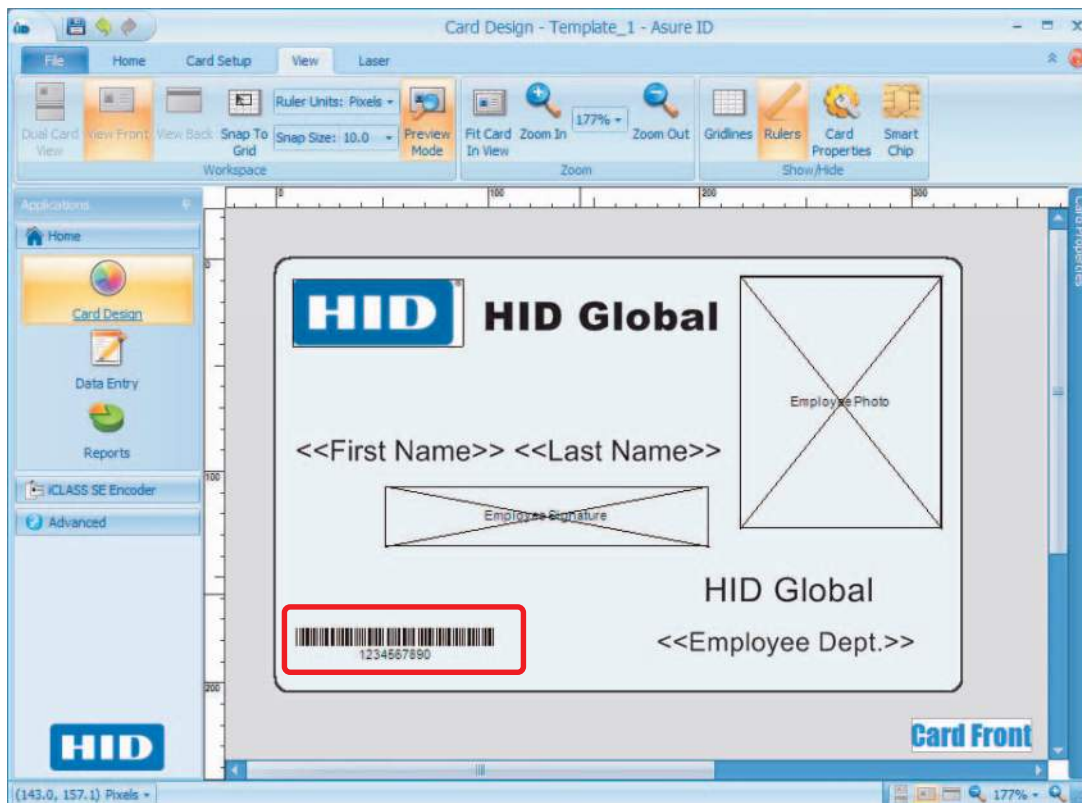 Card Design - Template_1 - Asure ID
File Home Card Setup View Laser
Dual Card View
View Front
View Back
Snap To Grid
Ruler Units: Pixels
Snap Size: 10.0
Preview Mode
Workspace
Fit Card In View
Zoom In
177%
Zoom Out
Zoom
Gridlines
Rulers
Card Properties
Smart Chip
Show/Hide
Applications
Home
Card Design
Data Entry
Reports
iCLASS SE Encoder
Advanced
HID
0 100 200 300
0
100
200
Card Properties
HID®
HID Global
Employee Photo
<<First Name>> <<Last Name>>
Employee Signature
HID Global
<<Employee Dept.>>
1234567890
Card Front
(143.0, 157.1) Pixels
177%